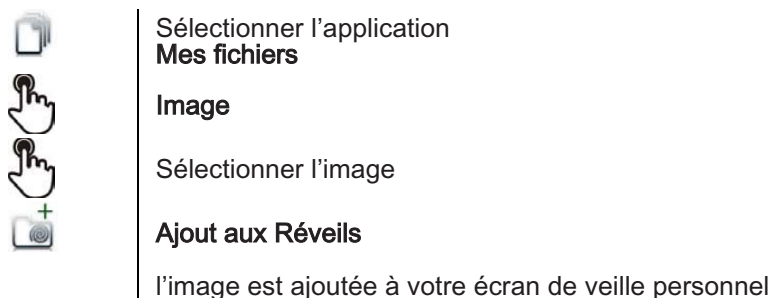 Sélectionner l’application
Mes fichiers
Image
Sélectionner l’image
Ajout aux Réveils
l’image est ajoutée à votre écran de veille personnel